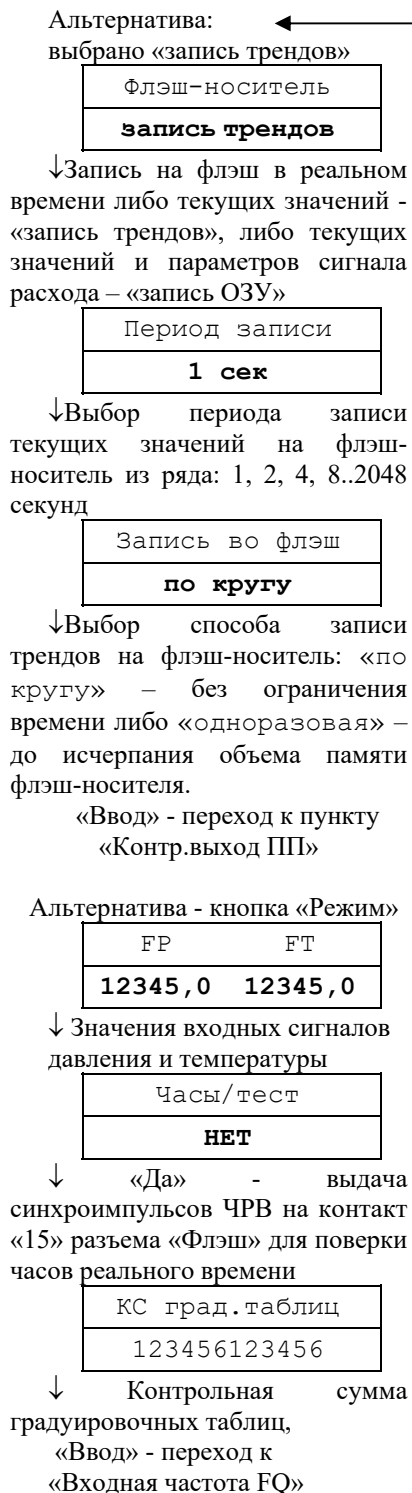 Альтернатива:
выбрано «запись трендов»
Флэш-носитель
запись трендов
↓Запись на флэш в реальном
времени либо текущих значений -
«запись трендов», либо текущих
значений и параметров сигнала
расхода – «запись ОЗУ»
Период записи
1 сек
↓Выбор периода записи
текущих значений на флэш-
носитель из ряда: 1, 2, 4, 8..2048
секунд
Запись во флэш
по кругу
↓Выбор способа записи
трендов на флэш-носитель: «по
кругу» – без ограничения
времени либо «одноразовая» –
до исчерпания объема памяти
флэш-носителя.
«Ввод» - переход к пункту
«Контр.выход ПП»
Альтернатива - кнопка «Режим»
FP FT
12345,0 12345,0
↓ Значения входных сигналов
давления и температуры
Часы/тест
НЕТ
↓ «Да» - выдача
синхроимпульсов ЧРВ на контакт
«15» разъема «Флэш» для поверки
часов реального времени
КС град.таблиц
123456123456
↓ Контрольная сумма
градуировочных таблиц,
«Ввод» - переход к
«Входная частота FQ»